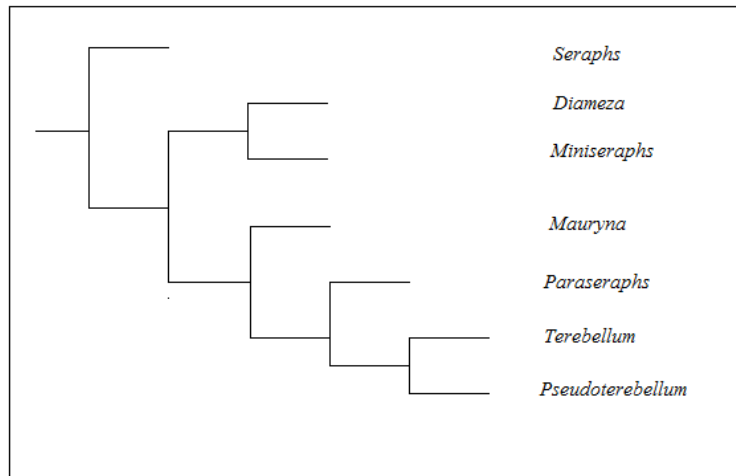 Seraphs
Diameza
Miniseraphs
Mauryna
Paraseraphs
Terebellum
Pseudoterebellum